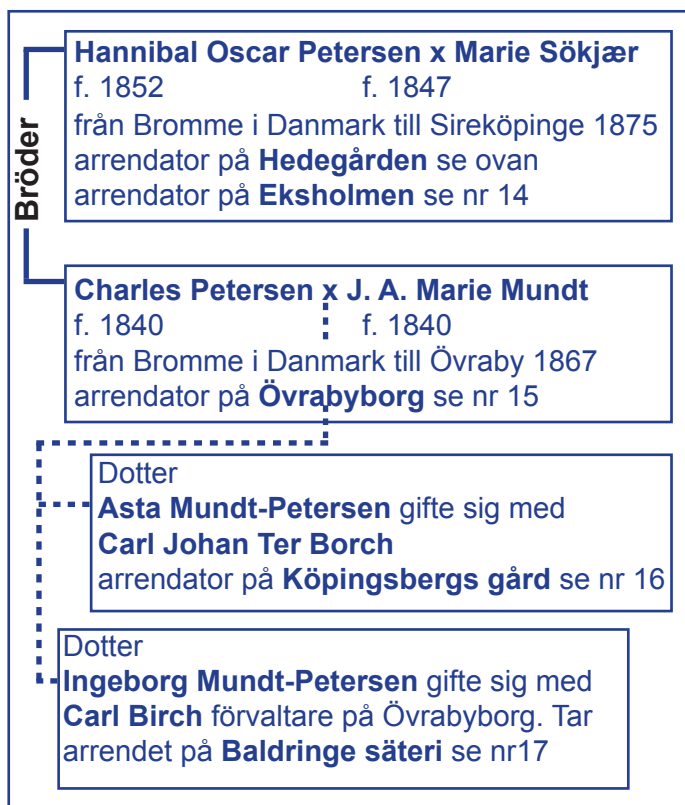 Bröder
Hannibal Oscar Petersen x Marie Sökjær
f. 1852 f. 1847
från Bromme i Danmark till Sireköpinge 1875
arrendator på Hedegården se ovan
arrendator på Eksholmen se nr 14
Charles Petersen x J. A. Marie Mundt
f. 1840 f. 1840
från Bromme i Danmark till Övraby 1867
arrendator på Övrabyborg se nr 15
Dotter
Asta Mundt-Petersen gifte sig med
Carl Johan Ter Borch
arrendator på Köpingsbergs gård se nr 16
Dotter
Ingeborg Mundt-Petersen gifte sig med
Carl Birch förvaltare på Övrabyborg. Tar
arrendet på Baldringe säteri se nr17